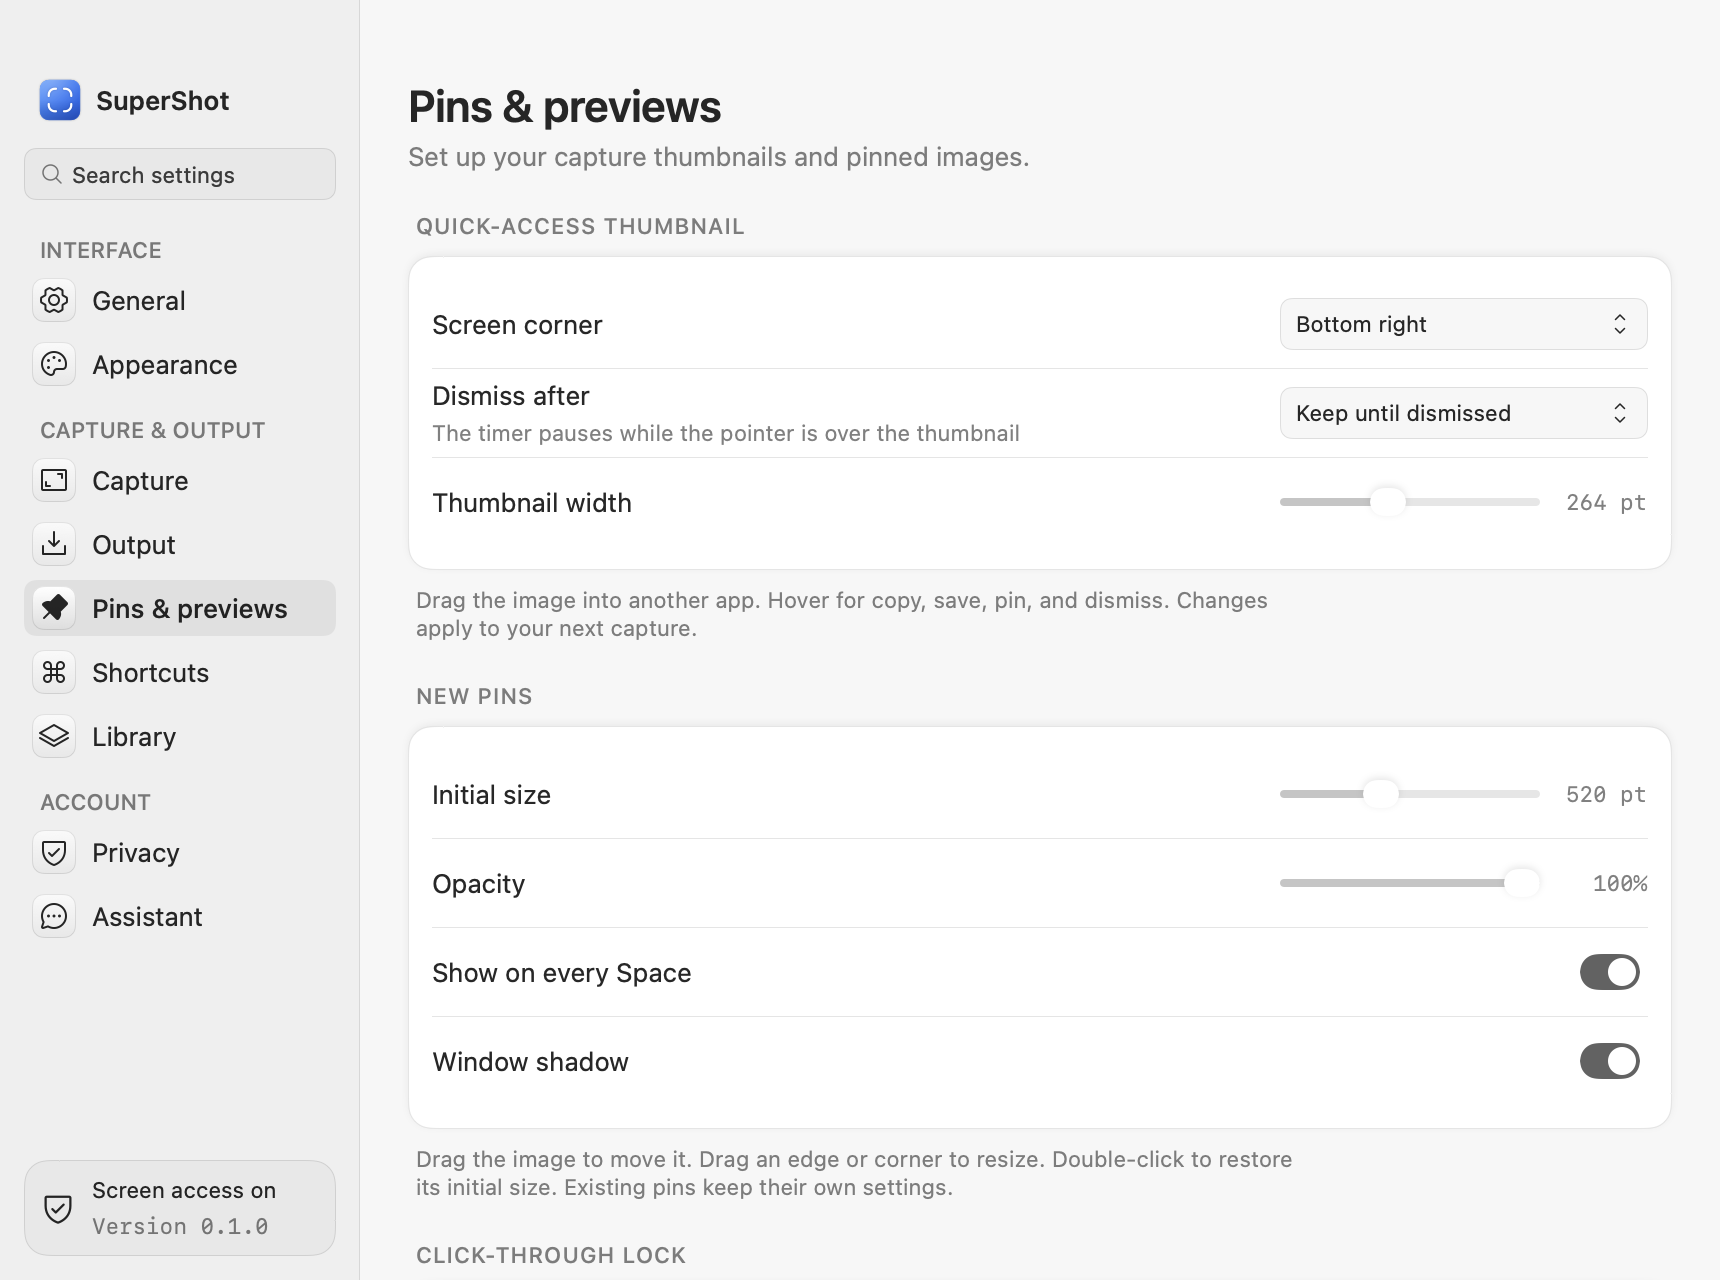 SuperShot
Search settings
INTERFACE
General
Appearance
CAPTURE & OUTPUT
Capture
Output
Pins & previews
Shortcuts
Library
ACCOUNT
Privacy
Assistant
Screen access on
Version 0.1.0
Pins & previews
Set up your capture thumbnails and pinned images.
QUICK-ACCESS THUMBNAIL
Screen corner
Bottom right
Dismiss after
The timer pauses while the pointer is over the thumbnail
Keep until dismissed
Thumbnail width
264 pt
Drag the image into another app. Hover for copy, save, pin, and dismiss. Changes
apply to your next capture.
NEW PINS
Initial size
520 pt
Opacity
100%
Show on every Space
Window shadow
Drag the image to move it. Drag an edge or corner to resize. Double-click to restore
its initial size. Existing pins keep their own settings.
CLICK-THROUGH LOCK